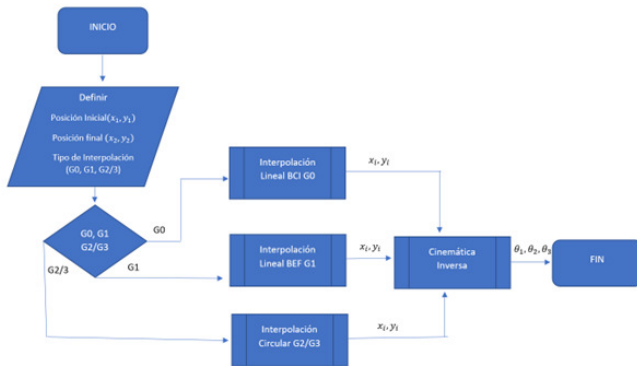 INICIO
Definir
Posición Inicial(x₁, y₁)
Posición final (x₂, y₂)
Tipo de Interpolación
(G0, G1, G2/3)
G0, G1
G2/G3
G0
G1
G2/3
Interpolación
Lineal BCI G0
xᵢ, yᵢ
Interpolación
Lineal BEF G1
xᵢ, yᵢ
Interpolación
Circular G2/G3
xᵢ, yᵢ
Cinemática
Inversa
θ₁, θ₂, θ₃
FIN